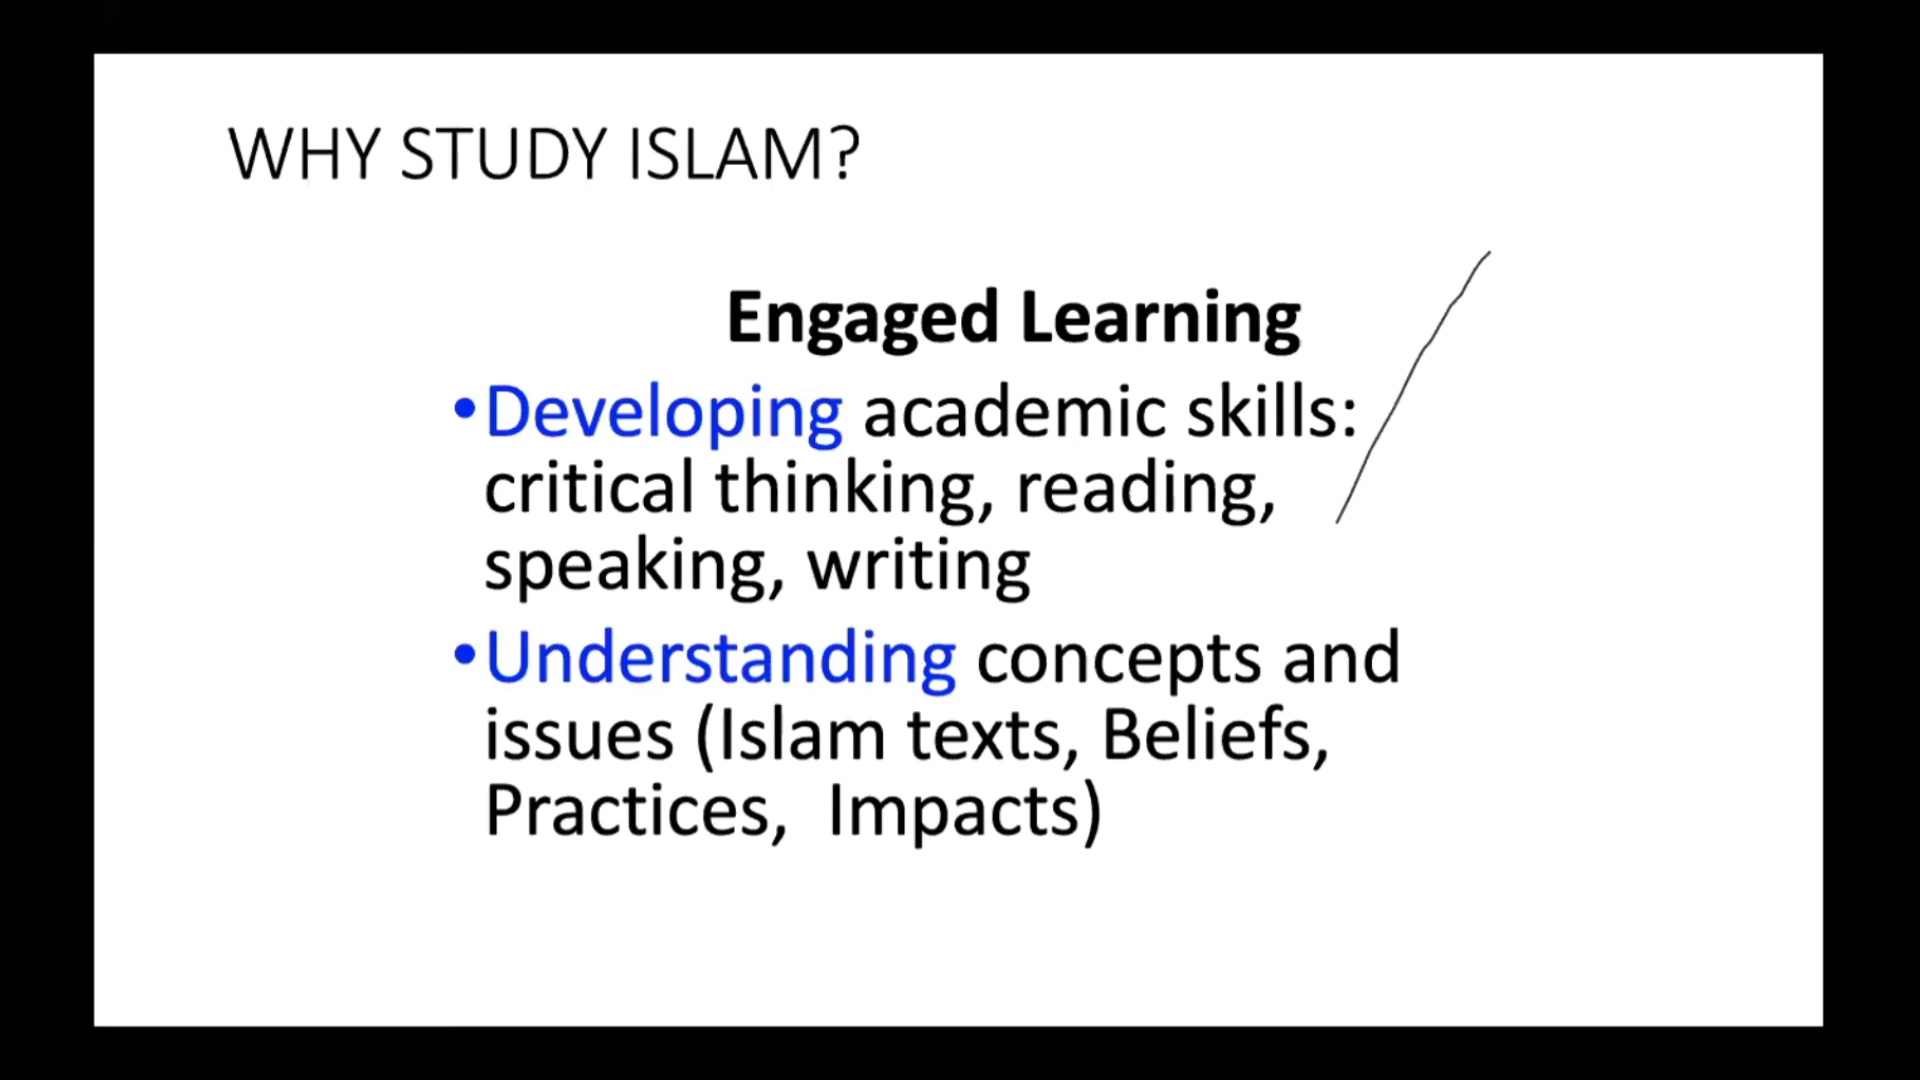 WHY STUDY ISLAM?
Engaged Learning
•Developing academic skills:
critical thinking, reading,
speaking, writing
•Understanding concepts and
issues (Islam texts, Beliefs,
Practices,  Impacts)